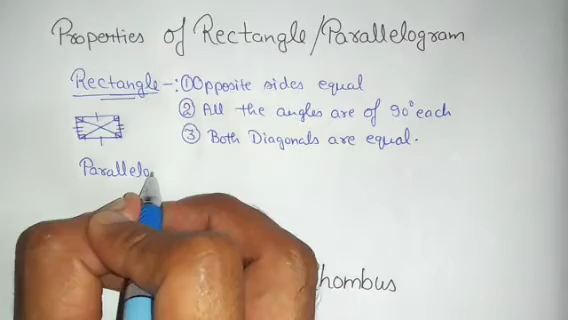 Properties of Rectangle/Parallelogram
Rectangle -: ① Opposite sides equal
② All the angles are of 90° each
③ Both Diagonals are equal.
Parallelo
hombus